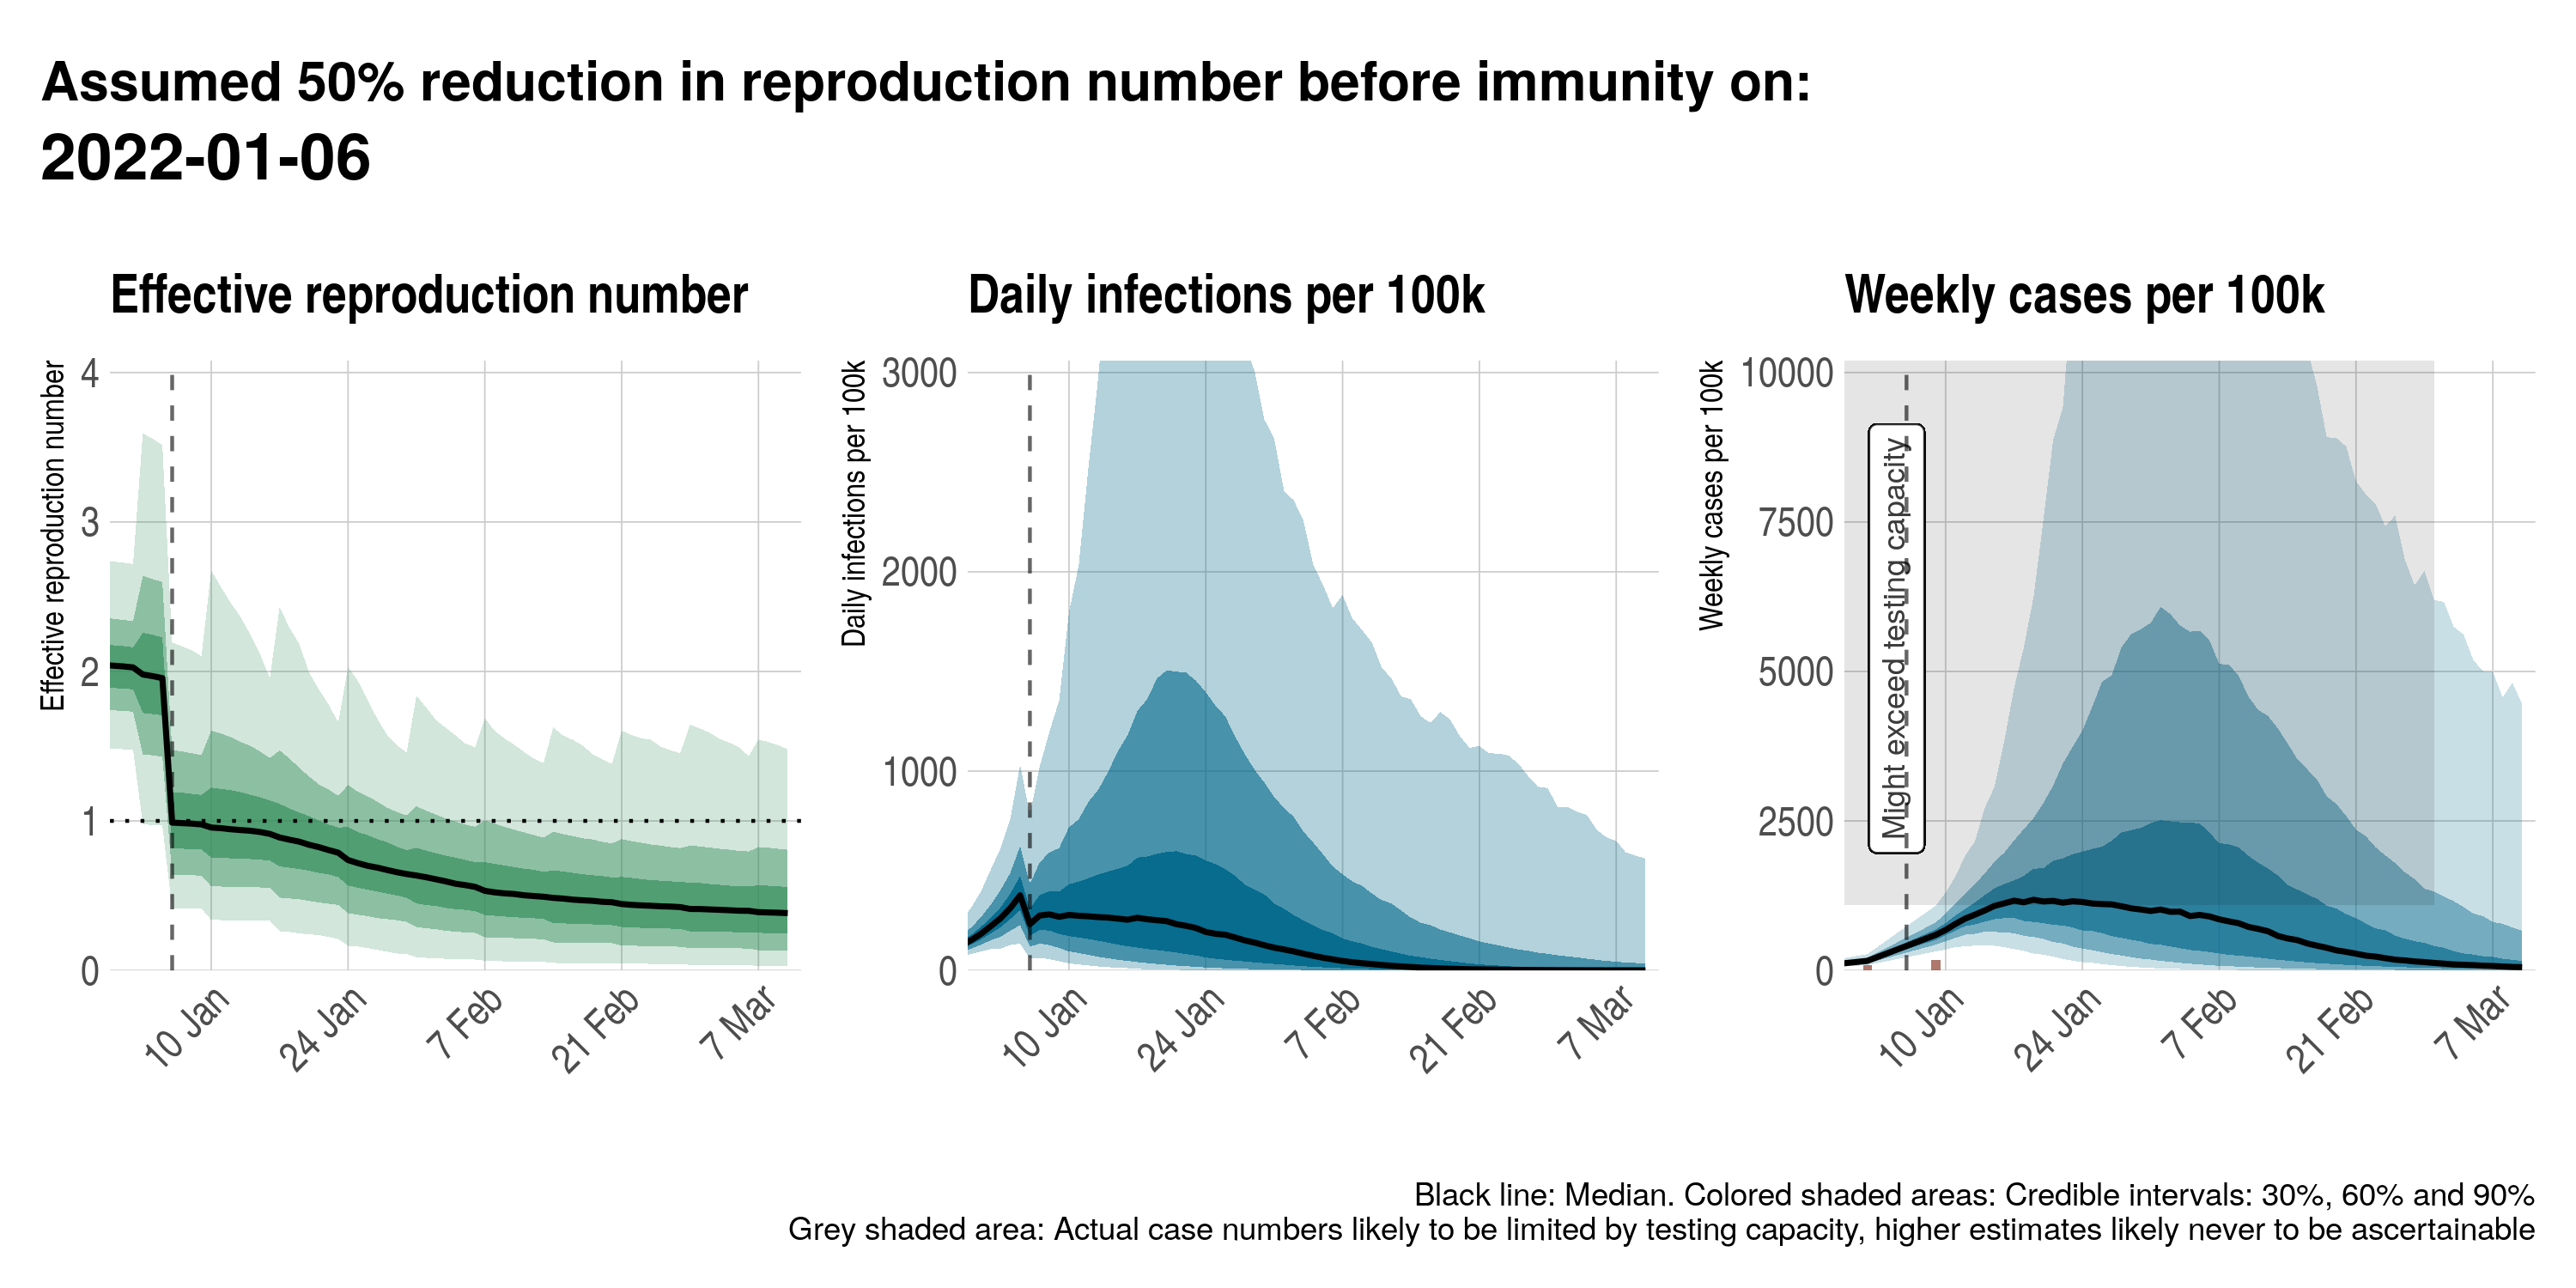 Assumed 50% reduction in reproduction number before immunity on:
2022-01-06
Effective reproduction number
Effective reproduction number
4
3
2
1
0
10 Jan
24 Jan
7 Feb
21 Feb
7 Mar
Daily infections per 100k
Daily infections per 100k
3000
2000
1000
0
10 Jan
24 Jan
7 Feb
21 Feb
7 Mar
Weekly cases per 100k
Weekly cases per 100k
10000
7500
5000
2500
0
Might exceed testing capacity
10 Jan
24 Jan
7 Feb
21 Feb
7 Mar
Black line: Median. Colored shaded areas: Credible intervals: 30%, 60% and 90%
Grey shaded area: Actual case numbers likely to be limited by testing capacity, higher estimates likely never to be ascertainable